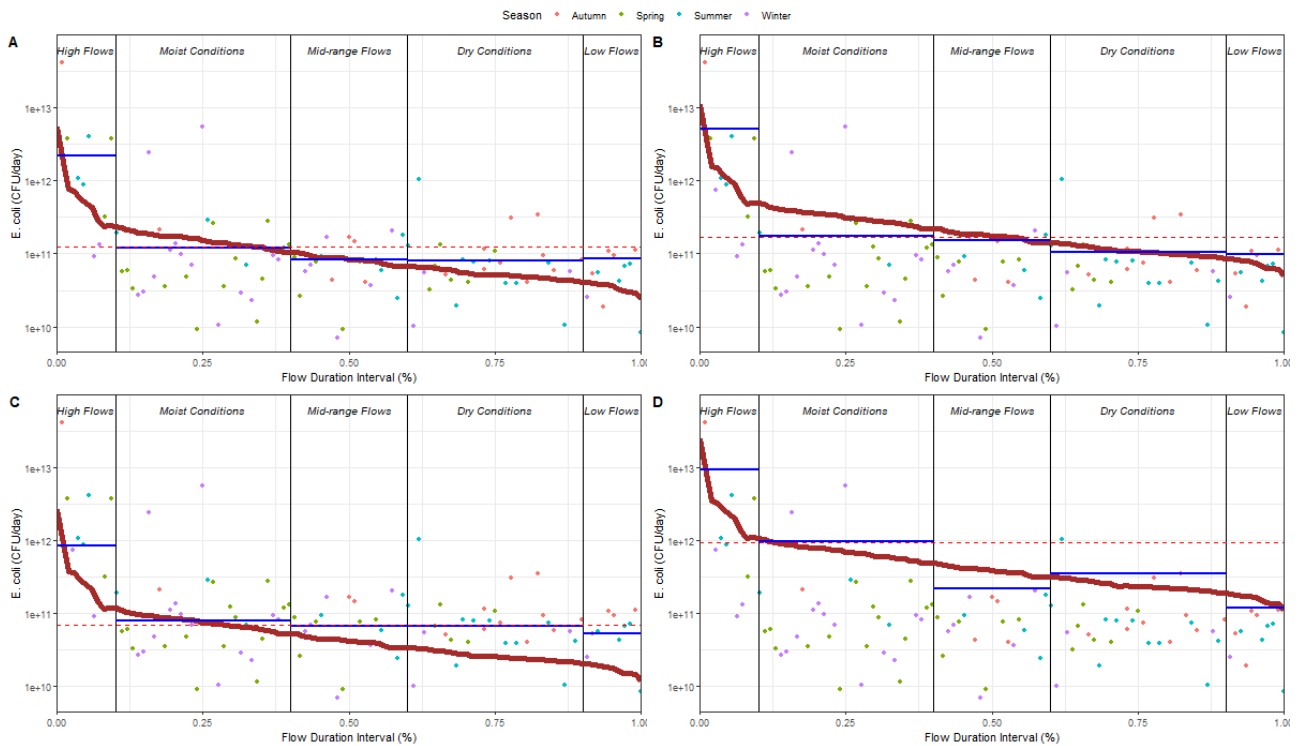 Season Autumn Spring Summer Winter
A
High Flows Moist Conditions Mid-range Flows Dry Conditions Low Flows
1e+13
1e+12
1e+11
1e+10
E. coli (CFU/day)
0.00 0.25 0.50 0.75 1.00
Flow Duration Interval (%)
B
High Flows Moist Conditions Mid-range Flows Dry Conditions Low Flows
1e+13
1e+12
1e+11
1e+10
E. coli (CFU/day)
0.00 0.25 0.50 0.75 1.00
Flow Duration Interval (%)
C
High Flows Moist Conditions Mid-range Flows Dry Conditions Low Flows
1e+13
1e+12
1e+11
1e+10
E. coli (CFU/day)
0.00 0.25 0.50 0.75 1.00
Flow Duration Interval (%)
D
High Flows Moist Conditions Mid-range Flows Dry Conditions Low Flows
1e+13
1e+12
1e+11
1e+10
E. coli (CFU/day)
0.00 0.25 0.50 0.75 1.00
Flow Duration Interval (%)